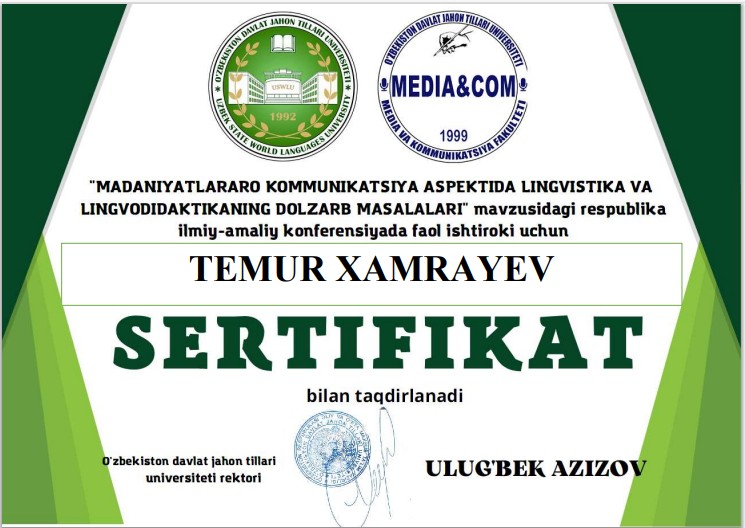 O'ZBEKISTON DAVLAT JAHON TILLARI UNIVERSITETI
UZSWLU
1992
UZBEK STATE WORLD LANGUAGES UNIVERSITY
O'ZBEKISTON DAVLAT JAHON TILLARI UNIVERSITETI
MEDIA&COM
1999
MEDIA VA KOMMUNIKATSIYA FAKULTETI
"MADANIYATLARARO KOMMUNIKATSIYA ASPEKTIDA LINGVISTIKA VA
LINGVODIDAKTIKANING DOLZARB MASALALARI" mavzusidagi respublika
ilmiy-amaliy konferensiyada faol ishtiroki uchun
TEMUR XAMRAYEV
SERTIFIKAT
bilan taqdirlanadi
O'zbekiston davlat jahon tillari
universiteti rektori
ULUG'BEK AZIZOV